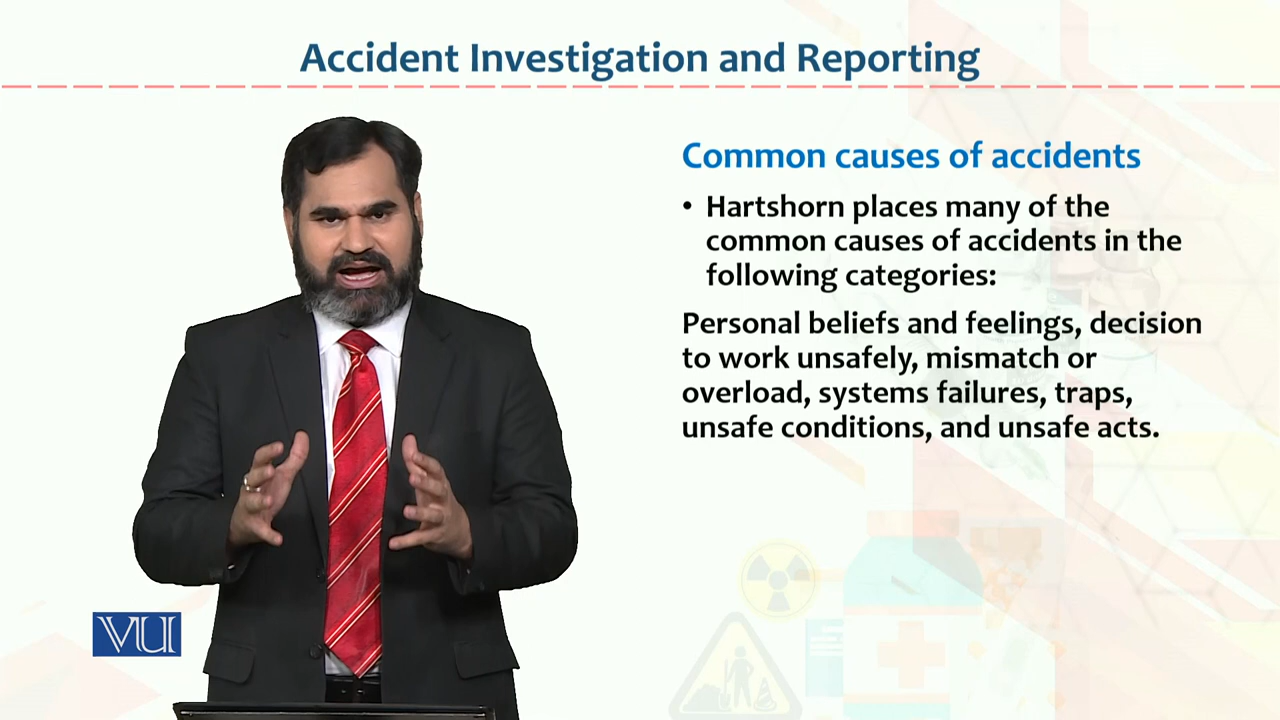 Accident Investigation and Reporting
Common causes of accidents
• Hartshorn places many of the
common causes of accidents in the
following categories:
Personal beliefs and feelings, decision
to work unsafely, mismatch or
overload, systems failures, traps,
unsafe conditions, and unsafe acts.
VU